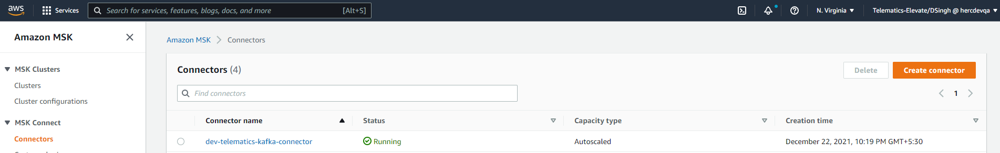 aws Services Search for services, features, blogs, docs, and more [Alt+S] N. Virginia Telematics-Elevate/DSingh @ hercdevqa
Amazon MSK
Amazon MSK Connectors
MSK Clusters
Connectors (4) Delete Create connector
Clusters
Find connectors 1
Cluster configurations
MSK Connect
Connector name Status Capacity type Creation time
Connectors
dev-telematics-kafka-connector Running Autoscaled December 22, 2021, 10:19 PM GMT+5:30